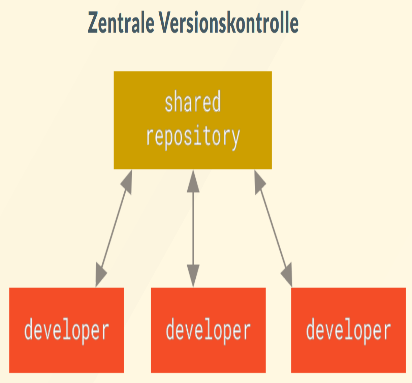 Zentrale Versionskontrolle
shared
repository
developer
developer
developer